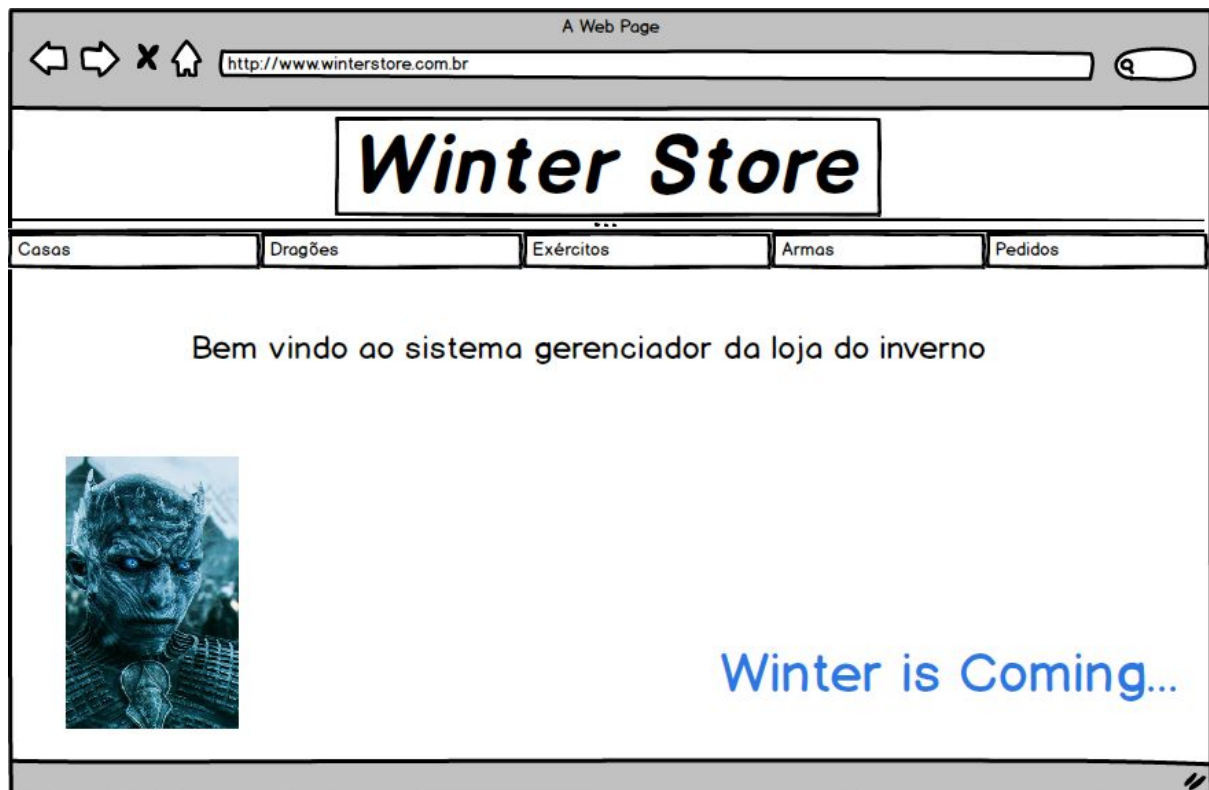 A Web Page
http://www.winterstore.com.br
Winter Store
Casas
Dragões
Exércitos
Armas
Pedidos
Bem vindo ao sistema gerenciador da loja do inverno
Winter is Coming...